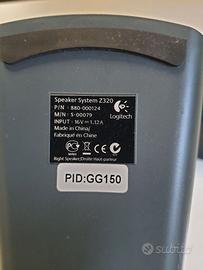 Speaker System Z320
P/N : 880-000124
M/N : S-00079
INPUT : 16V⎓1.12A
Made in China/
Fabriqué en Chine
Logitech
Right Speaker/Droite Haut-parleur
PID:GG150
subito